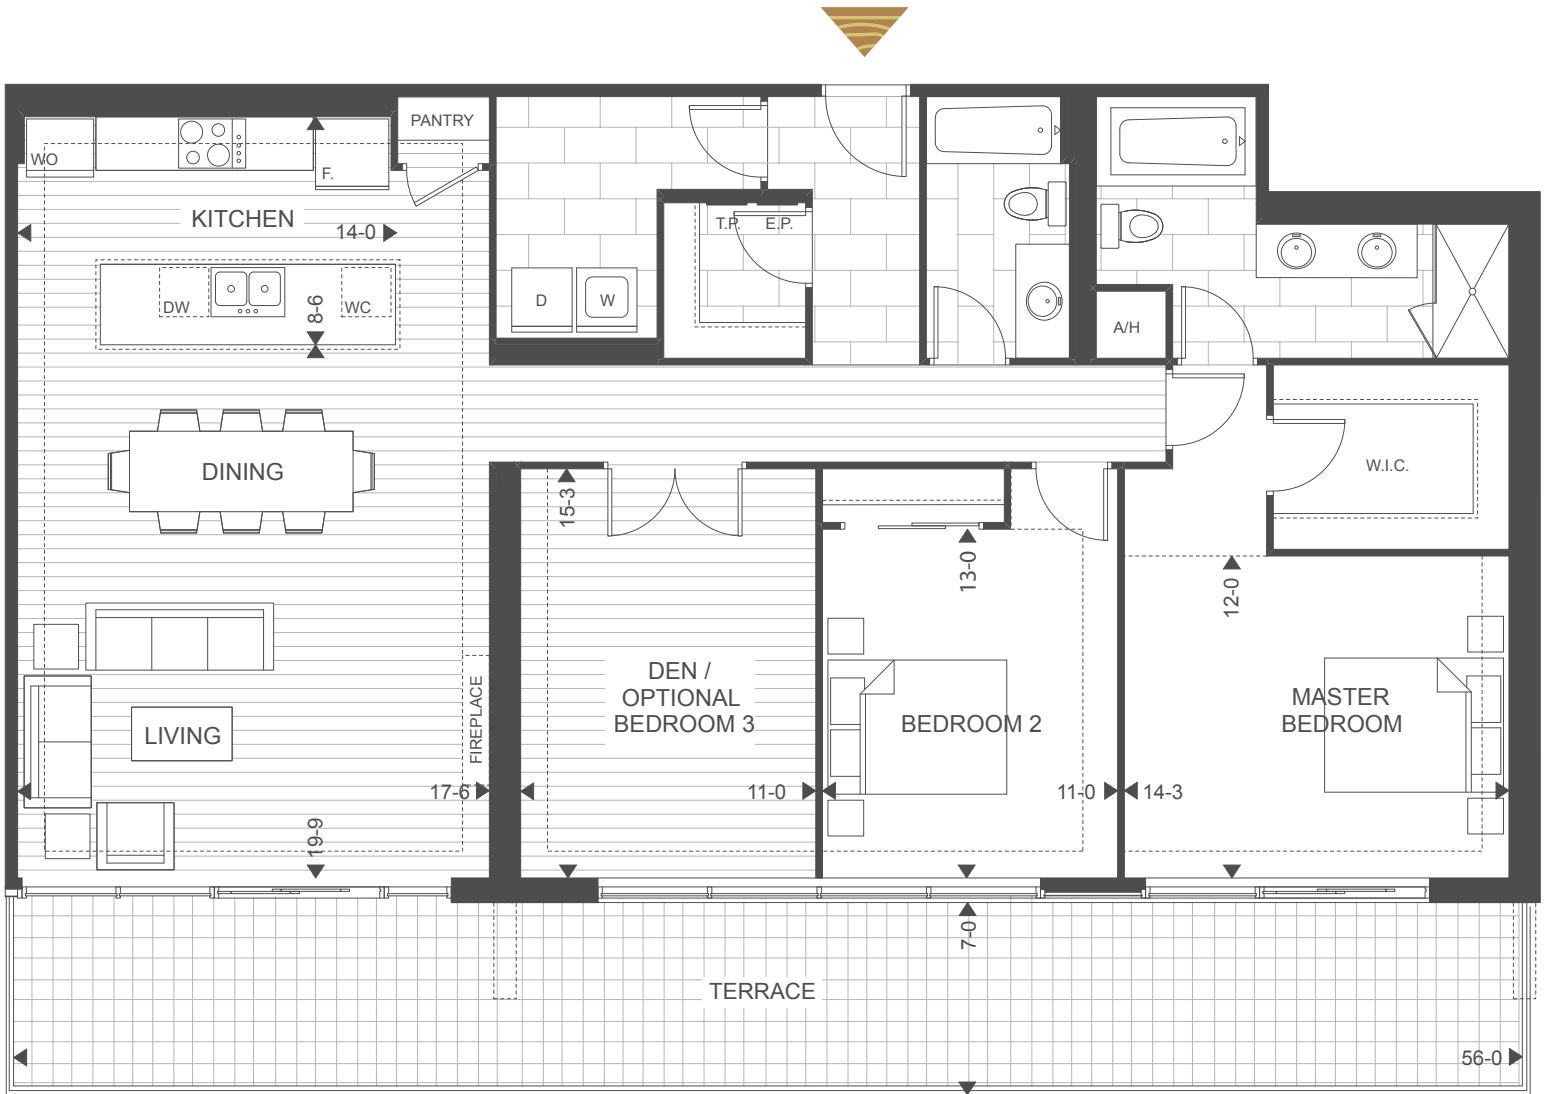 PANTRY
WO
F.
KITCHEN
14-0
T.P.
E.P.
DW
WC
8-6
D
W
A/H
DINING
W.I.C.
15-3
13-0
12-0
DEN /
OPTIONAL
BEDROOM 3
BEDROOM 2
MASTER
BEDROOM
LIVING
FIREPLACE
17-6
11-0
11-0
14-3
19-9
7-0
TERRACE
56-0